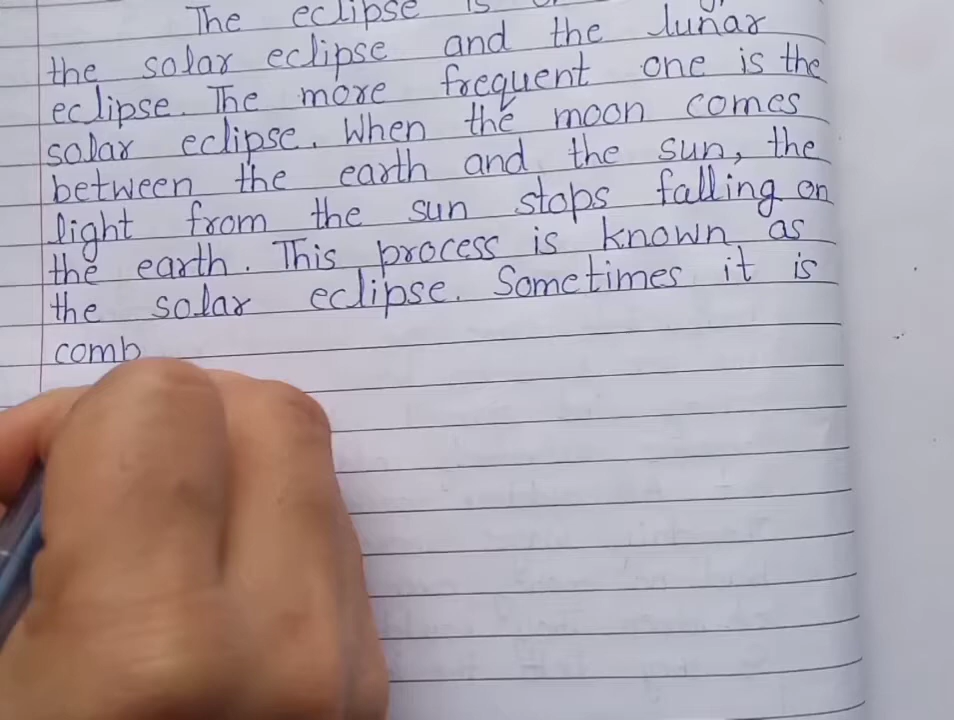 The eclipse is
the solar eclipse and the lunar
eclipse. The more frequent one is the
solar eclipse. When the moon comes
between the earth and the sun, the
light from the sun stops falling on
the earth. This process is known as
the solar eclipse. Sometimes it is
comb